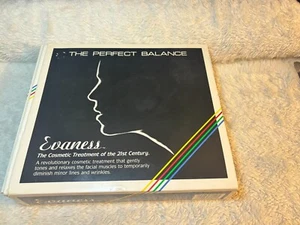 THE PERFECT BALANCE
Evaness
The Cosmetic Treatment of the 21st Century.
A revolutionary cosmetic treatment that gently
tones and relaxes the facial muscles to temporarily
diminish minor lines and wrinkles.